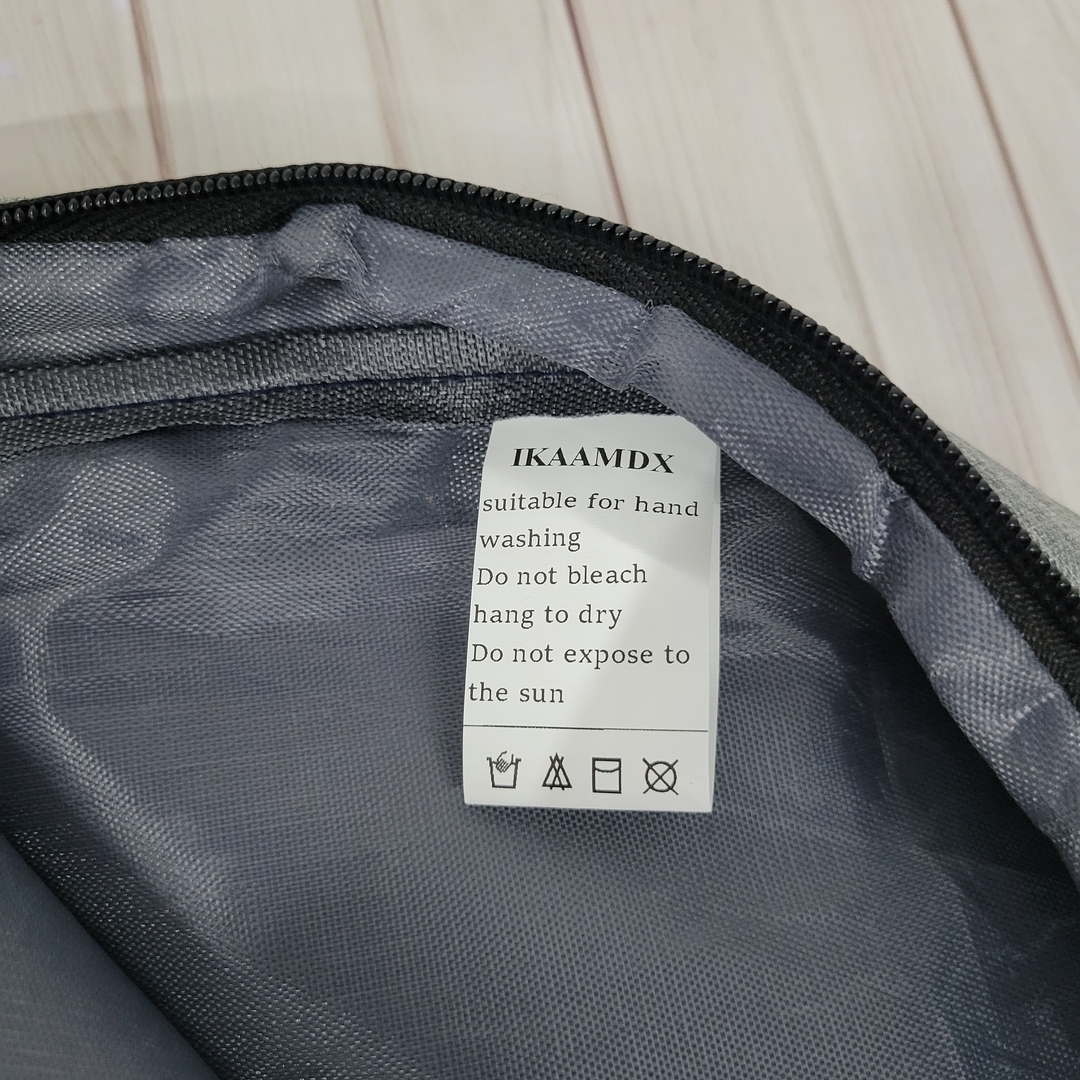 IKAAMDX
suitable for hand
washing
Do not bleach
hang to dry
Do not expose to
the sun